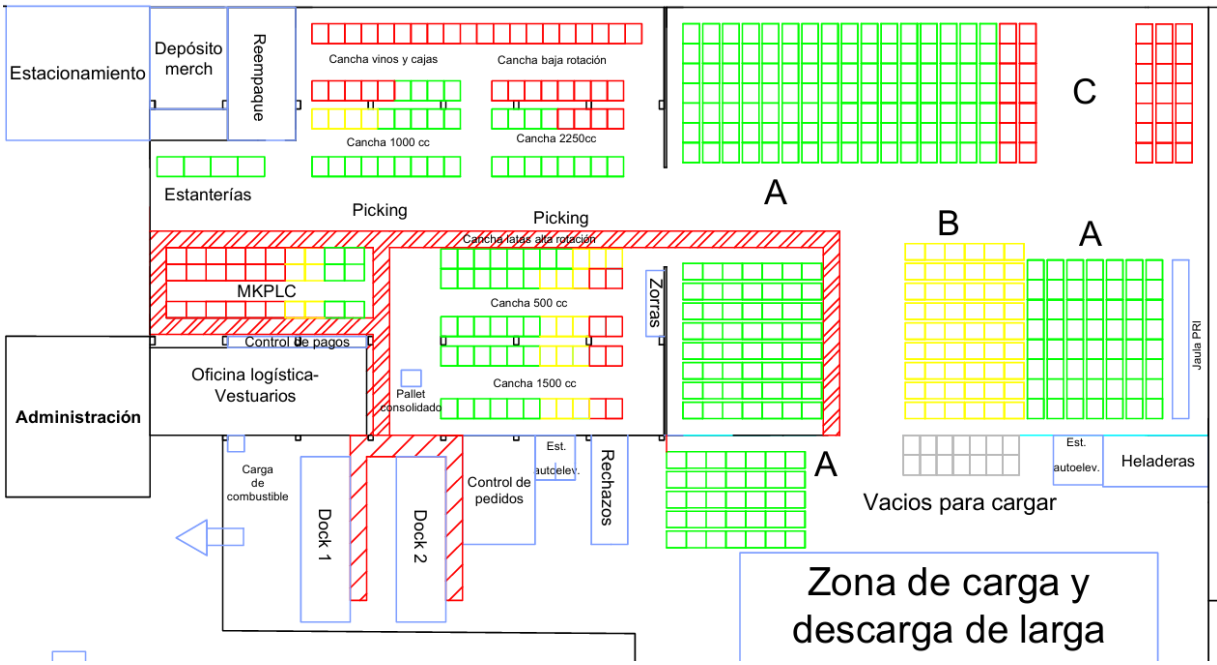 Estacionamiento
Depósito
merch
Reempaque
Cancha vinos y cajas
Cancha baja rotación
C
Cancha 1000 cc
Cancha 2250cc
Estanterías
Picking
Picking
A
B
A
Cancha latas alta rotación
MKPLC
Cancha 500 cc
Zorras
Jaula PRI
Control de pagos
Oficina logística-
Vestuarios
Cancha 1500 cc
Pallet
consolidado
Administración
Carga
de
combustible
Dock 1
Dock 2
Control de
pedidos
Est.
autoelev.
Rechazos
A
Est.
autoelev.
Heladeras
Vacios para cargar
Zona de carga y
descarga de larga